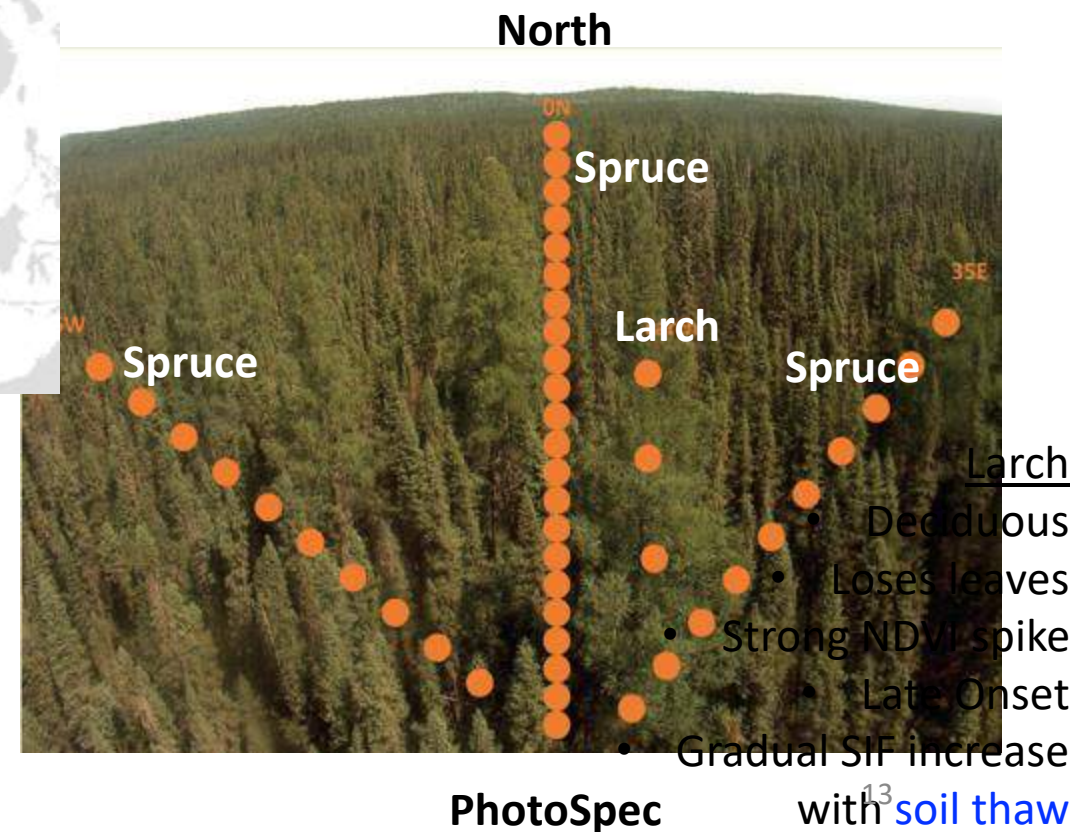 North
0N
Spruce
35E
Larch
Spruce
Spruce
Larch
• Deciduous
• Loses leaves
• Strong NDVI spike
• Late Onset
• Gradual SIF increase
with soil thaw
PhotoSpec
13